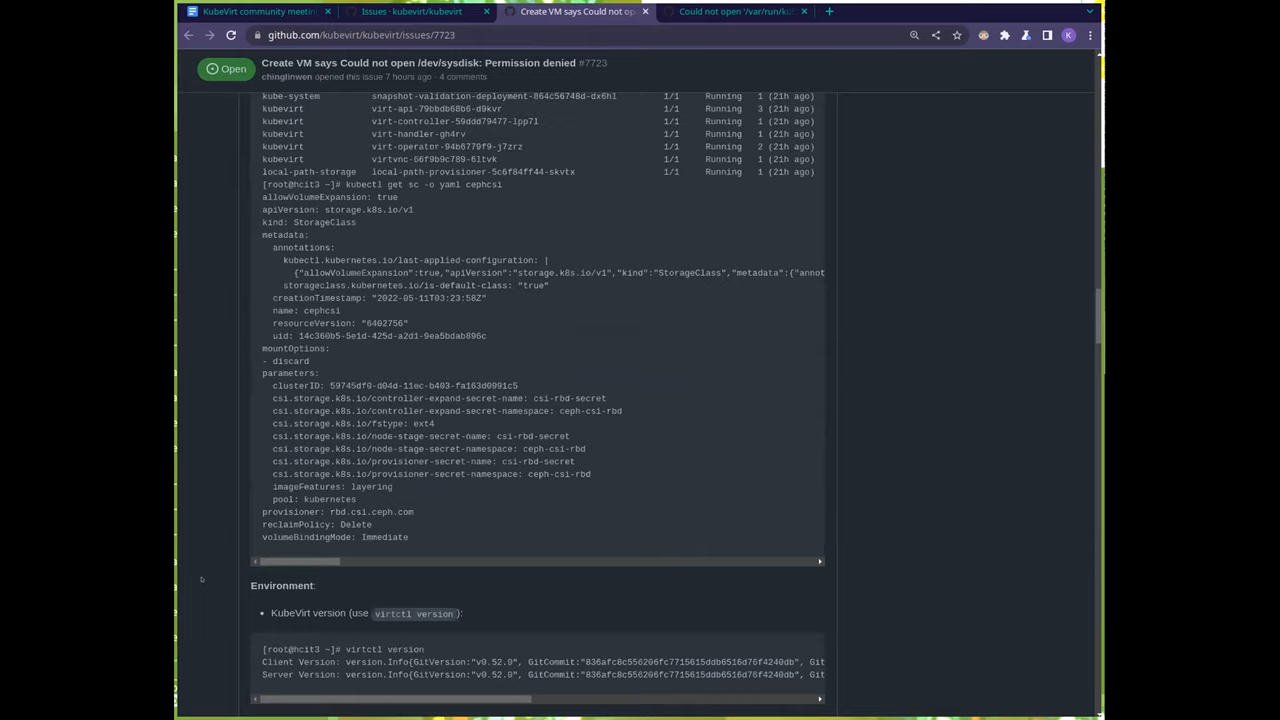 KubeVirt community meetin
Issues · kubevirt/kubevirt
Create VM says Could not op
Could not open '/var/run/ku
github.com/kubevirt/kubevirt/issues/7723
K
Open
Create VM says Could not open /dev/sysdisk: Permission denied #7723
chinglinwen opened this issue 7 hours ago · 4 comments
kube-system snapshot-validation-deployment-864c56748d-dx6hl 1/1 Running 1 (21h ago)
kubevirt virt-api-79bbdb68b6-d9kvr 1/1 Running 3 (21h ago)
kubevirt virt-controller-59ddd79477-lpp7l 1/1 Running 1 (21h ago)
kubevirt virt-handler-gh4rv 1/1 Running 1 (21h ago)
kubevirt virt-operator-94b6779f9-j7zrz 1/1 Running 2 (21h ago)
kubevirt virtvnc-66f9b9c789-6ltvk 1/1 Running 1 (21h ago)
local-path-storage local-path-provisioner-5c6f84ff44-skvtx 1/1 Running 1 (21h ago)
[root@hcit3 ~]# kubectl get sc -o yaml cephcsi
allowVolumeExpansion: true
apiVersion: storage.k8s.io/v1
kind: StorageClass
metadata:
annotations:
kubectl.kubernetes.io/last-applied-configuration: |
{"allowVolumeExpansion":true,"apiVersion":"storage.k8s.io/v1","kind":"StorageClass","metadata":{"annot
storageclass.kubernetes.io/is-default-class: "true"
creationTimestamp: "2022-05-11T03:23:58Z"
name: cephcsi
resourceVersion: "6402756"
uid: 14c360b5-5e1d-425d-a2d1-9ea5bdab896c
mountOptions:
- discard
parameters:
clusterID: 59745df0-d04d-11ec-b403-fa163d0991c5
csi.storage.k8s.io/controller-expand-secret-name: csi-rbd-secret
csi.storage.k8s.io/controller-expand-secret-namespace: ceph-csi-rbd
csi.storage.k8s.io/fstype: ext4
csi.storage.k8s.io/node-stage-secret-name: csi-rbd-secret
csi.storage.k8s.io/node-stage-secret-namespace: ceph-csi-rbd
csi.storage.k8s.io/provisioner-secret-name: csi-rbd-secret
csi.storage.k8s.io/provisioner-secret-namespace: ceph-csi-rbd
imageFeatures: layering
pool: kubernetes
provisioner: rbd.csi.ceph.com
reclaimPolicy: Delete
volumeBindingMode: Immediate
Environment:
• KubeVirt version (use virtctl version):
[root@hcit3 ~]# virtctl version
Client Version: version.Info{GitVersion:"v0.52.0", GitCommit:"836afc8c556206fc7715615ddb6516d76f4240db", Git
Server Version: version.Info{GitVersion:"v0.52.0", GitCommit:"836afc8c556206fc7715615ddb6516d76f4240db", Git